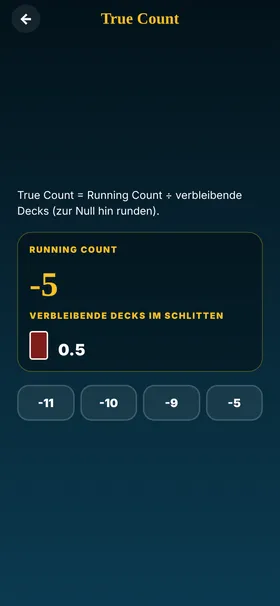 True Count
True Count = Running Count ÷ verbleibende
Decks (zur Null hin runden).
RUNNING COUNT
-5
VERBLEIBENDE DECKS IM SCHLITTEN
0.5
-11
-10
-9
-5